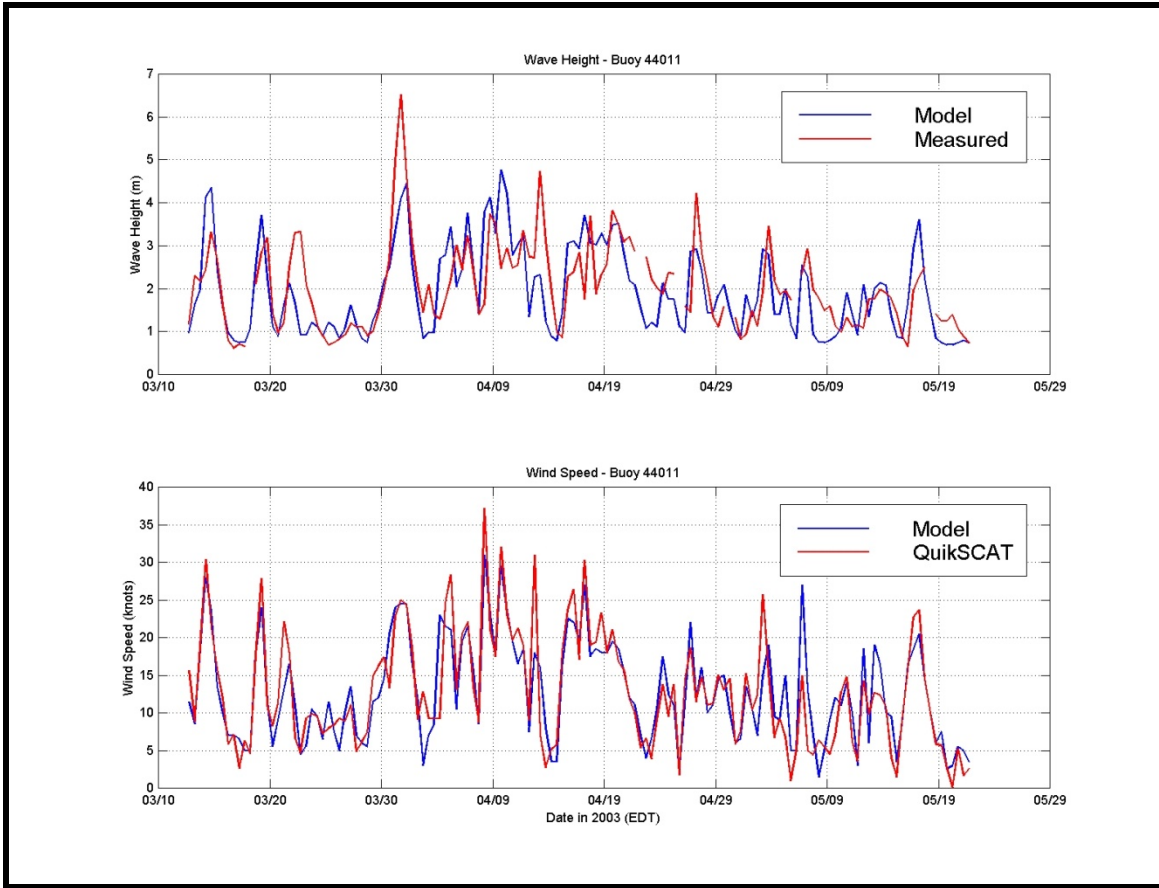 Wave Height - Buoy 44011
7
6
5
4
3
2
1
0
Wave Height (m)
Model
Measured
03/10 03/20 03/30 04/09 04/19 04/29 05/09 05/19 05/29
Wind Speed - Buoy 44011
40
35
30
25
20
15
10
5
0
Wind Speed (knots)
Model
QuikSCAT
03/10 03/20 03/30 04/09 04/19 04/29 05/09 05/19 05/29
Date in 2003 (EDT)